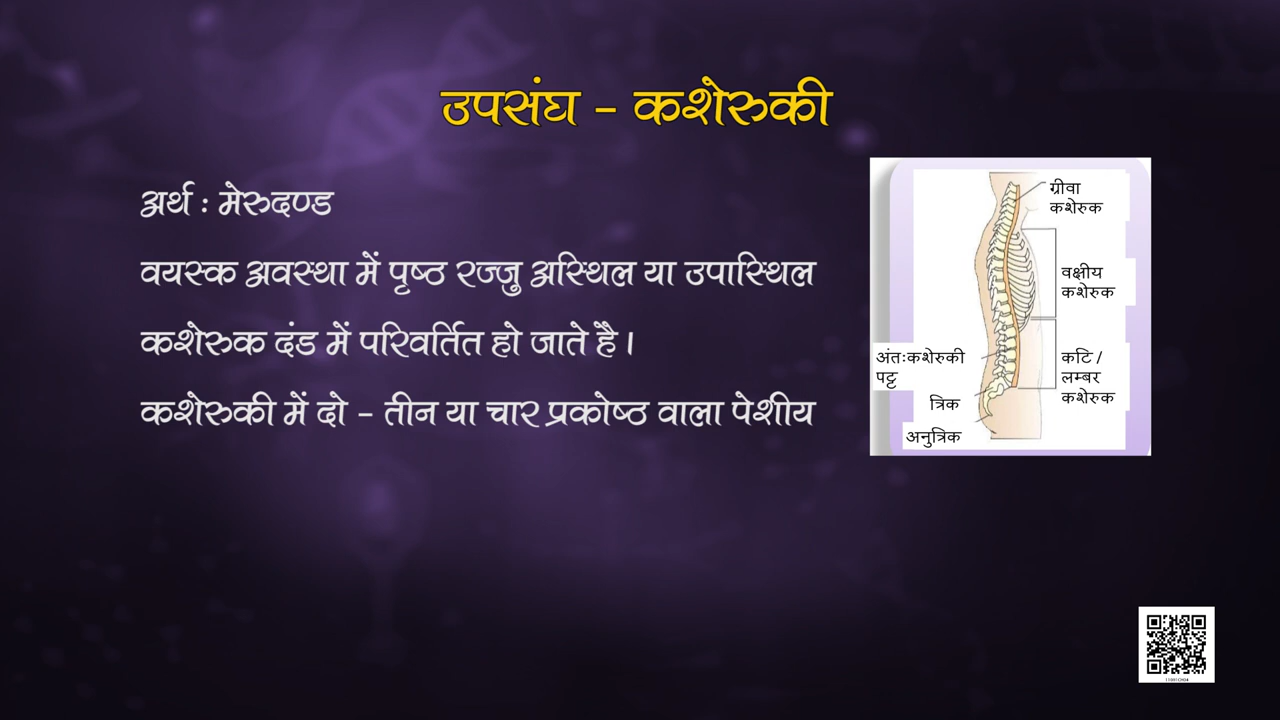 उपसंघ - कशेरुकी
अर्थ : मेरुदण्ड
वयस्क अवस्था में पृष्ठ रज्जु अस्थिल या उपास्थिल
कशेरुक दंड में परिवर्तित हो जाते है।
कशेरुकी में दो - तीन या चार प्रकोष्ठ वाला पेशीय
ग्रीवा
कशेरुक
वक्षीय
कशेरुक
अंतःकशेरुकी
पट्ट
कटि /
लम्बर
कशेरुक
त्रिक
अनुत्रिक